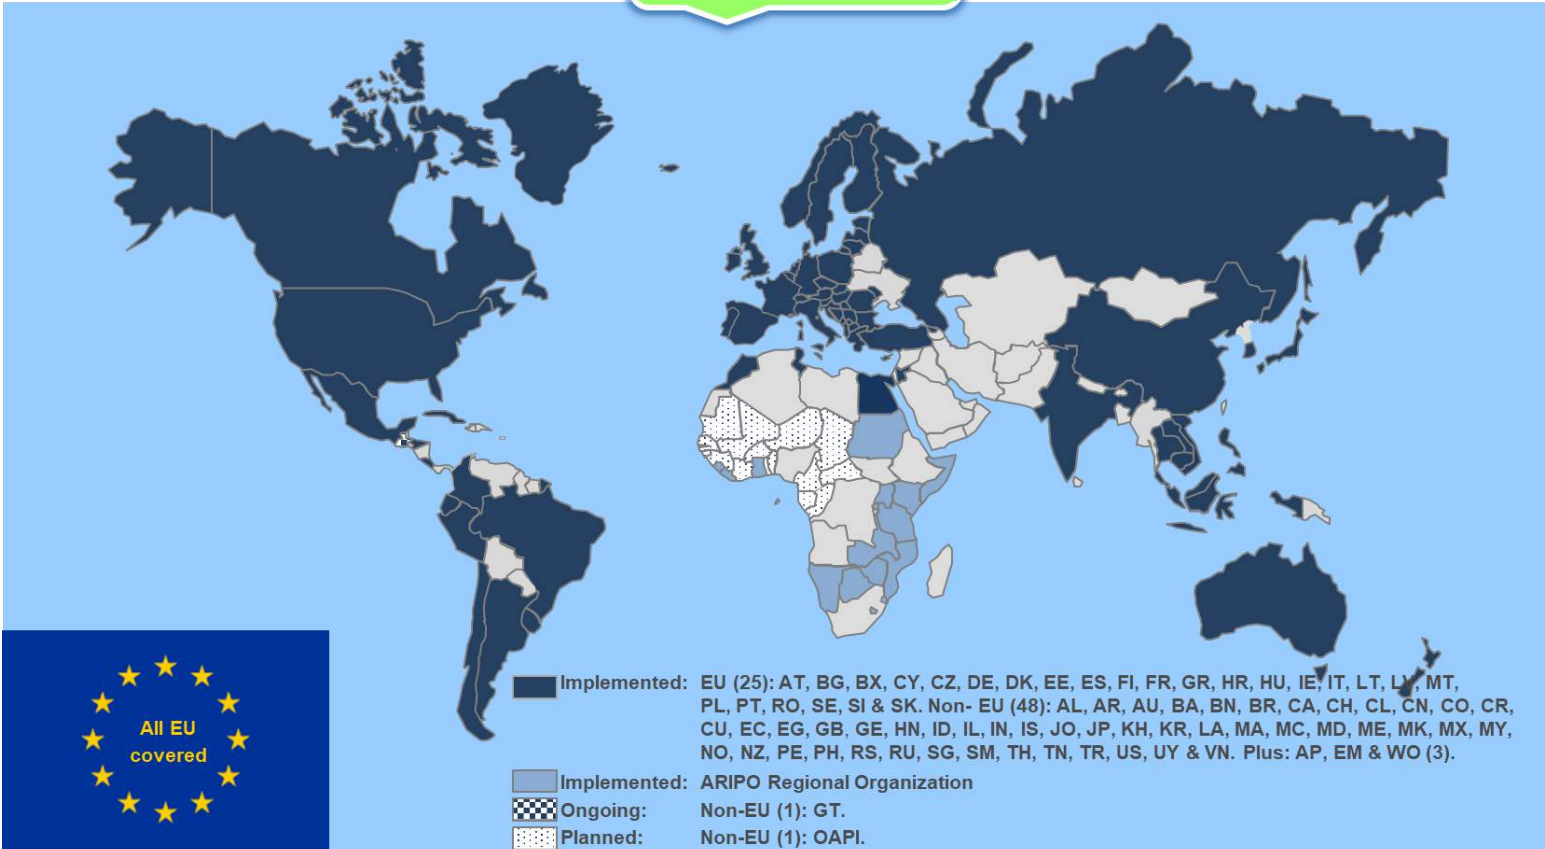 All EU
covered
Implemented: EU (25): AT, BG, BX, CY, CZ, DE, DK, EE, ES, FI, FR, GR, HR, HU, IE, IT, LT, LV, MT,
PL, PT, RO, SE, SI & SK. Non- EU (48): AL, AR, AU, BA, BN, BR, CA, CH, CL, CN, CO, CR,
CU, EC, EG, GB, GE, HN, ID, IL, IN, IS, JO, JP, KH, KR, LA, MA, MC, MD, ME, MK, MX, MY,
NO, NZ, PE, PH, RS, RU, SG, SM, TH, TN, TR, US, UY & VN. Plus: AP, EM & WO (3).
Implemented: ARIPO Regional Organization
Ongoing: Non-EU (1): GT.
Planned: Non-EU (1): OAPI.